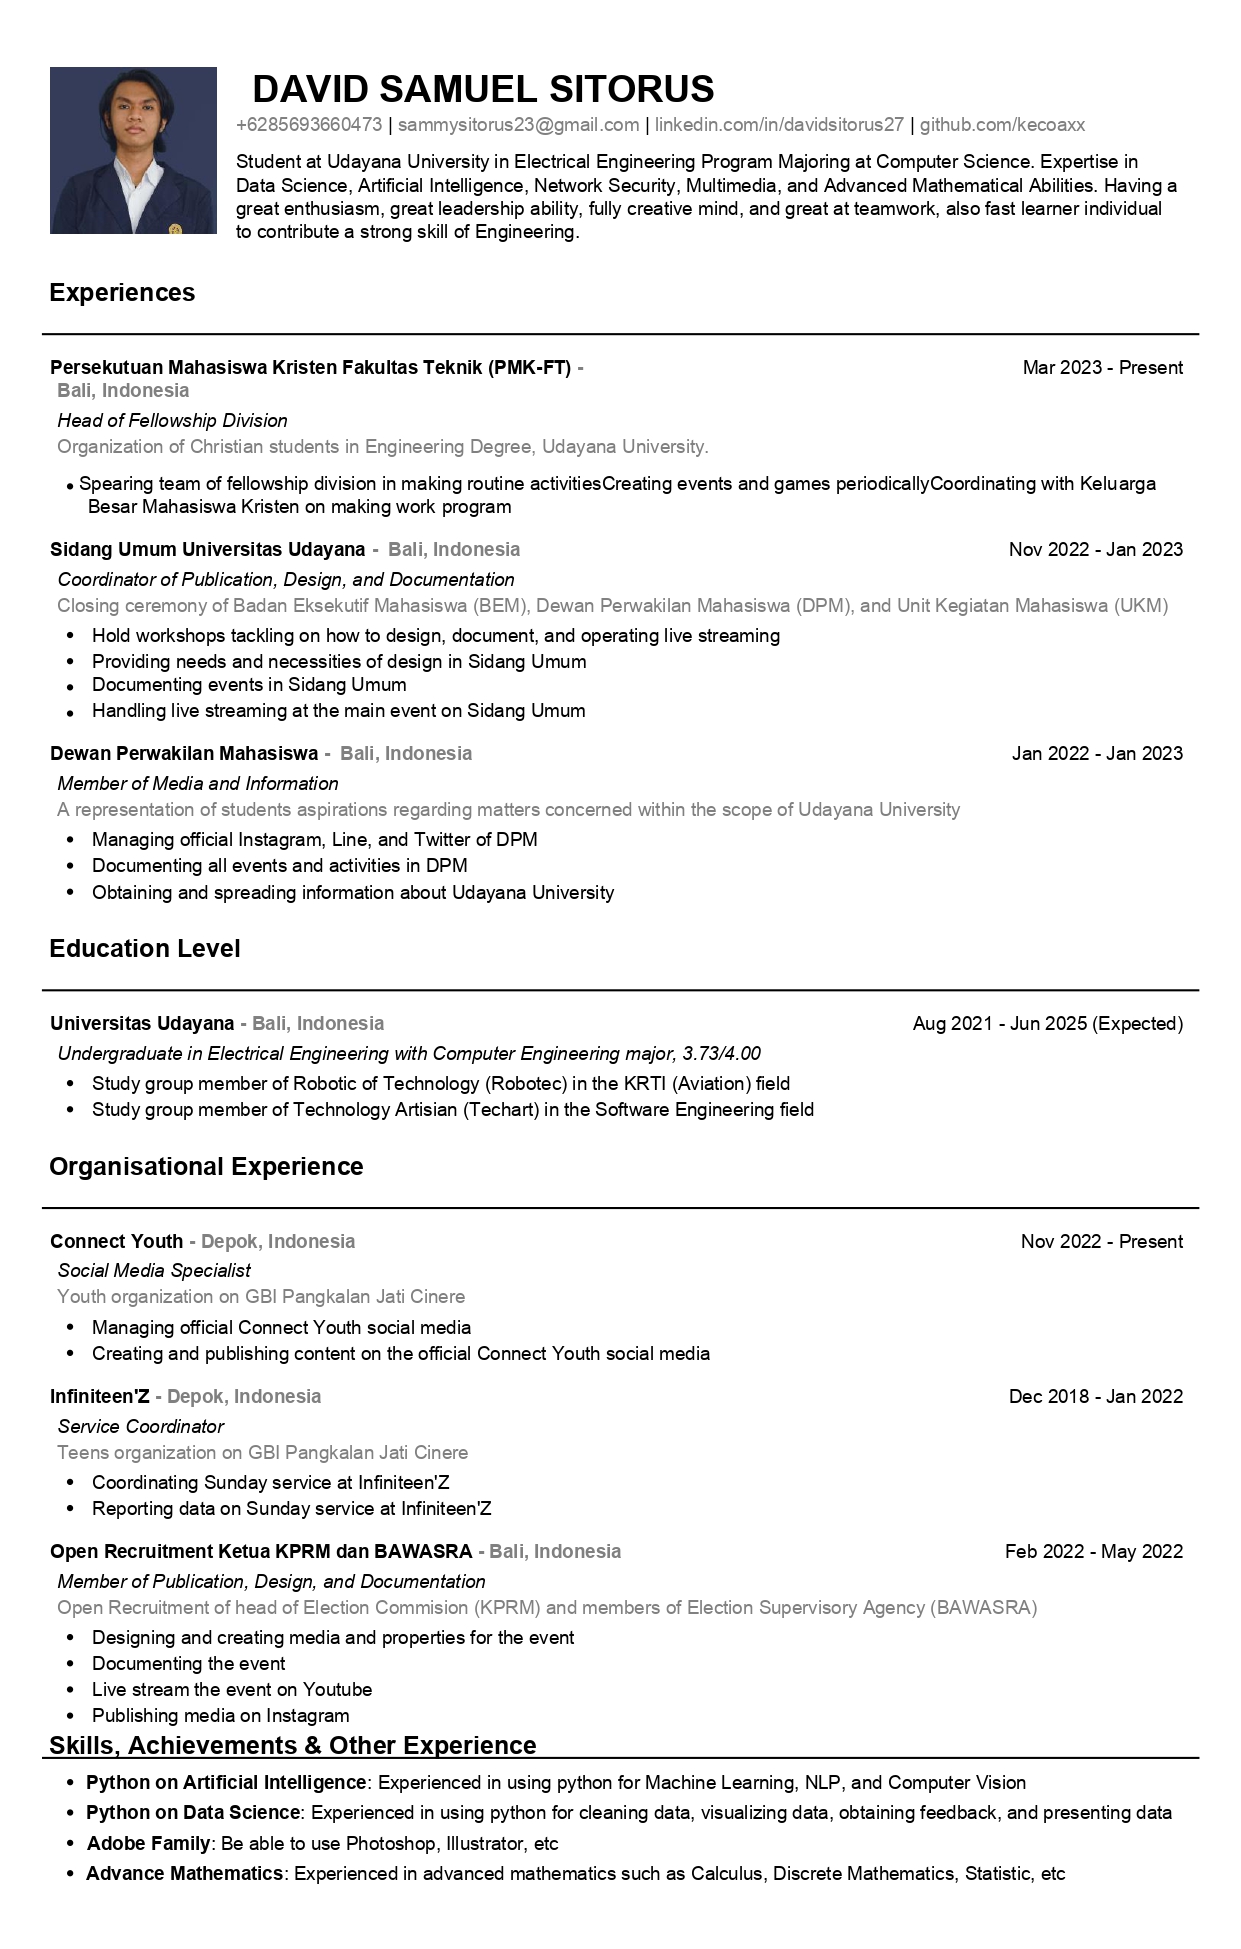 DAVID SAMUEL SITORUS
+6285693660473 | sammysitorus23@gmail.com | linkedin.com/in/davidsitorus27 | github.com/kecoaxx
Student at Udayana University in Electrical Engineering Program Majoring at Computer Science. Expertise in
Data Science, Artificial Intelligence, Network Security, Multimedia, and Advanced Mathematical Abilities. Having a
great enthusiasm, great leadership ability, fully creative mind, and great at teamwork, also fast learner individual
to contribute a strong skill of Engineering.
Experiences
Persekutuan Mahasiswa Kristen Fakultas Teknik (PMK-FT) - Mar 2023 - Present
Bali, Indonesia
Head of Fellowship Division
Organization of Christian students in Engineering Degree, Udayana University.
• Spearing team of fellowship division in making routine activitiesCreating events and games periodicallyCoordinating with Keluarga
Besar Mahasiswa Kristen on making work program
Sidang Umum Universitas Udayana - Bali, Indonesia Nov 2022 - Jan 2023
Coordinator of Publication, Design, and Documentation
Closing ceremony of Badan Eksekutif Mahasiswa (BEM), Dewan Perwakilan Mahasiswa (DPM), and Unit Kegiatan Mahasiswa (UKM)
• Hold workshops tackling on how to design, document, and operating live streaming
• Providing needs and necessities of design in Sidang Umum
• Documenting events in Sidang Umum
• Handling live streaming at the main event on Sidang Umum
Dewan Perwakilan Mahasiswa - Bali, Indonesia Jan 2022 - Jan 2023
Member of Media and Information
A representation of students aspirations regarding matters concerned within the scope of Udayana University
• Managing official Instagram, Line, and Twitter of DPM
• Documenting all events and activities in DPM
• Obtaining and spreading information about Udayana University
Education Level
Universitas Udayana - Bali, Indonesia Aug 2021 - Jun 2025 (Expected)
Undergraduate in Electrical Engineering with Computer Engineering major, 3.73/4.00
• Study group member of Robotic of Technology (Robotec) in the KRTI (Aviation) field
• Study group member of Technology Artisian (Techart) in the Software Engineering field
Organisational Experience
Connect Youth - Depok, Indonesia Nov 2022 - Present
Social Media Specialist
Youth organization on GBI Pangkalan Jati Cinere
• Managing official Connect Youth social media
• Creating and publishing content on the official Connect Youth social media
Infiniteen'Z - Depok, Indonesia Dec 2018 - Jan 2022
Service Coordinator
Teens organization on GBI Pangkalan Jati Cinere
• Coordinating Sunday service at Infiniteen'Z
• Reporting data on Sunday service at Infiniteen'Z
Open Recruitment Ketua KPRM dan BAWASRA - Bali, Indonesia Feb 2022 - May 2022
Member of Publication, Design, and Documentation
Open Recruitment of head of Election Commision (KPRM) and members of Election Supervisory Agency (BAWASRA)
• Designing and creating media and properties for the event
• Documenting the event
• Live stream the event on Youtube
• Publishing media on Instagram
Skills, Achievements & Other Experience
• Python on Artificial Intelligence: Experienced in using python for Machine Learning, NLP, and Computer Vision
• Python on Data Science: Experienced in using python for cleaning data, visualizing data, obtaining feedback, and presenting data
• Adobe Family: Be able to use Photoshop, Illustrator, etc
• Advance Mathematics: Experienced in advanced mathematics such as Calculus, Discrete Mathematics, Statistic, etc